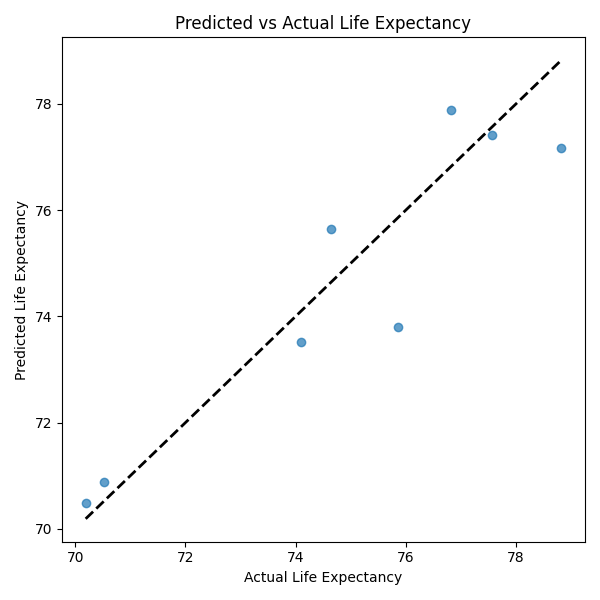 Predicted vs Actual Life Expectancy
78
76
74
72
70
Predicted Life Expectancy
70 72 74 76 78
Actual Life Expectancy